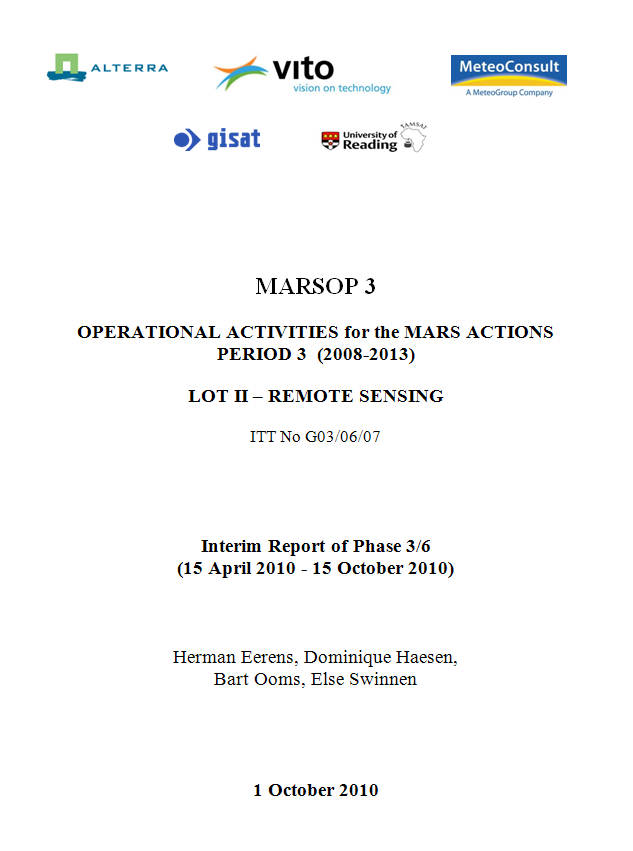 ALTERRA
vito
vision on technology
MeteoConsult
A MeteoGroup Company
gisat
University of
Reading
TAMSAT
MARSOP 3
OPERATIONAL ACTIVITIES for the MARS ACTIONS
PERIOD 3 (2008-2013)
LOT II – REMOTE SENSING
ITT No G03/06/07
Interim Report of Phase 3/6
(15 April 2010 - 15 October 2010)
Herman Eerens, Dominique Haesen,
Bart Ooms, Else Swinnen
1 October 2010